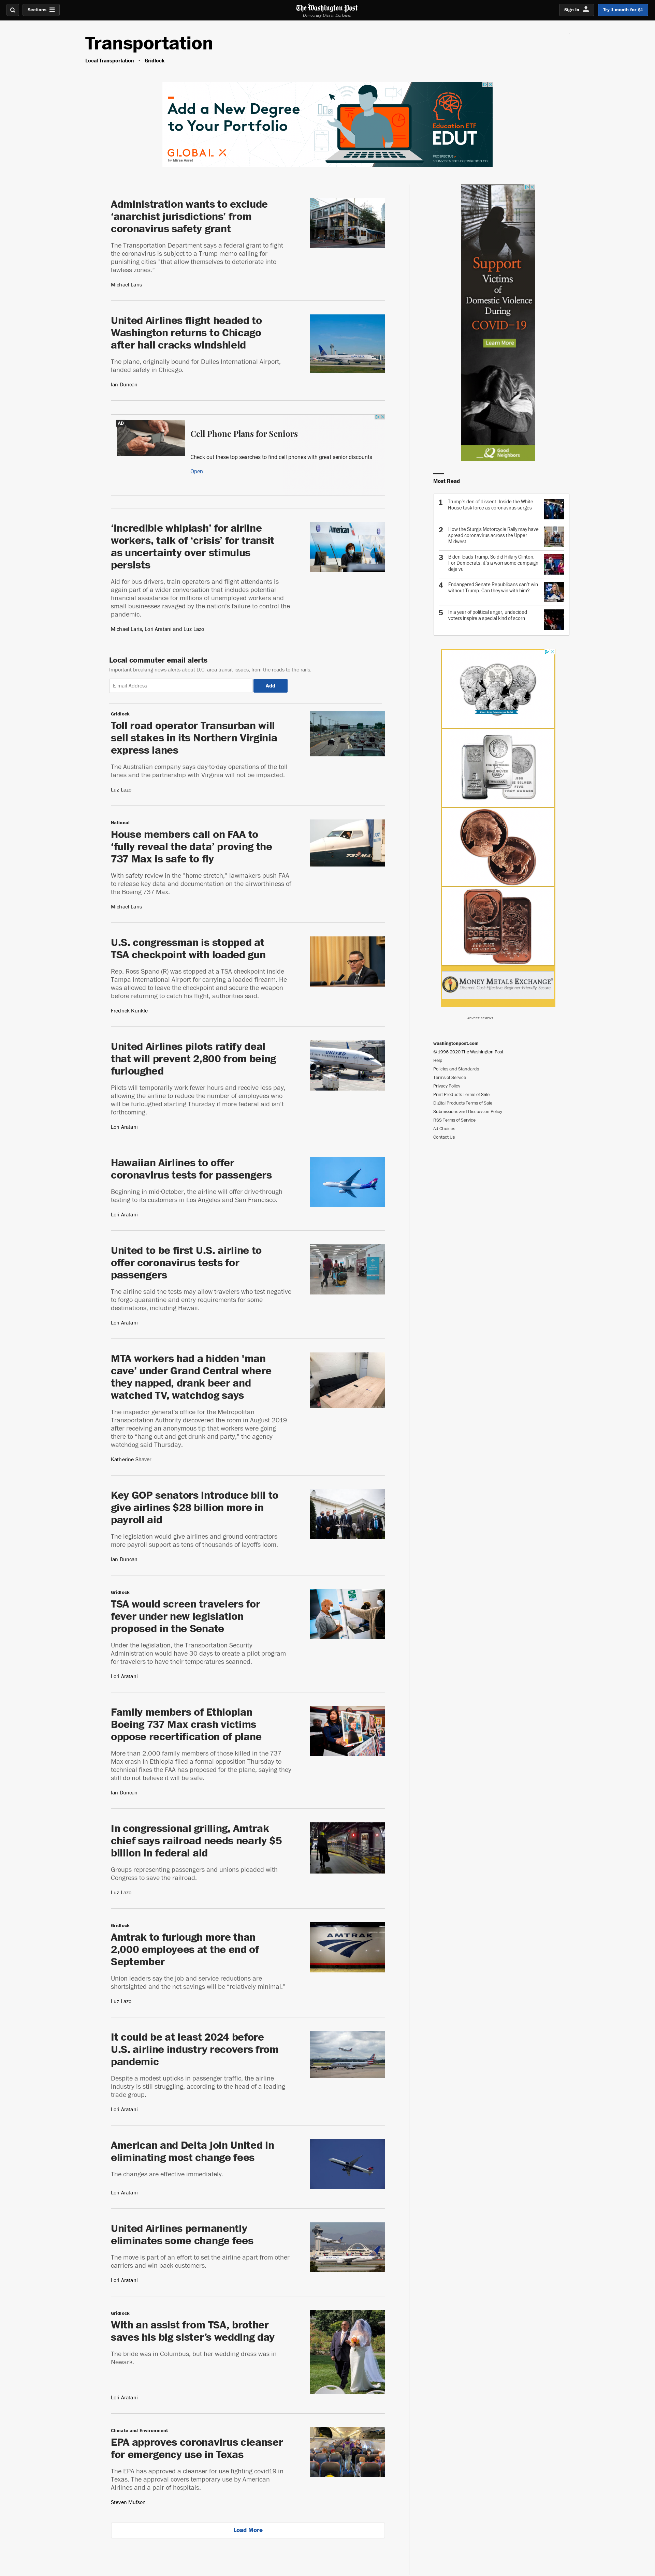 Sections
The Washington Post
Democracy Dies in Darkness
Sign In
Try 1 month for $1
Transportation
Local Transportation • Gridlock
Add a New Degree
to Your Portfolio
GLOBAL X
by Mirae Asset
Education ETF
EDUT
Administration wants to exclude
‘anarchist jurisdictions’ from
coronavirus safety grant
The Transportation Department says a federal grant to fight
the coronavirus is subject to a Trump memo calling for
punishing cities "that allow themselves to deteriorate into
lawless zones."
Michael Laris
United Airlines flight headed to
Washington returns to Chicago
after hail cracks windshield
The plane, originally bound for Dulles International Airport,
landed safely in Chicago.
Ian Duncan
AD
Cell Phone Plans for Seniors
Check out these top searches to find cell phones with great senior discounts
Open
‘Incredible whiplash’ for airline
workers, talk of ‘crisis’ for transit
as uncertainty over stimulus
persists
Aid for bus drivers, train operators and flight attendants is
again part of a wider conversation that includes potential
financial assistance for millions of unemployed workers and
small businesses ravaged by the nation's failure to control the
pandemic.
Michael Laris, Lori Aratani and Luz Lazo
American
Local commuter email alerts
Important breaking news alerts about D.C.-area transit issues, from the roads to the rails.
E-mail Address
Add
Gridlock
Toll road operator Transurban will
sell stakes in its Northern Virginia
express lanes
The Australian company says day-to-day operations of the toll
lanes and the partnership with Virginia will not be impacted.
Luz Lazo
National
House members call on FAA to
‘fully reveal the data’ proving the
737 Max is safe to fly
With safety review in the "home stretch," lawmakers push FAA
to release key data and documentation on the airworthiness of
the Boeing 737 Max.
Michael Laris
737 MAX
U.S. congressman is stopped at
TSA checkpoint with loaded gun
Rep. Ross Spano (R) was stopped at a TSA checkpoint inside
Tampa International Airport for carrying a loaded firearm. He
was allowed to leave the checkpoint and secure the weapon
before returning to catch his flight, authorities said.
Fredrick Kunkle
United Airlines pilots ratify deal
that will prevent 2,800 from being
furloughed
Pilots will temporarily work fewer hours and receive less pay,
allowing the airline to reduce the number of employees who
will be furloughed starting Thursday if more federal aid isn't
forthcoming.
Lori Aratani
UNITED
Hawaiian Airlines to offer
coronavirus tests for passengers
Beginning in mid-October, the airline will offer drive-through
testing to its customers in Los Angeles and San Francisco.
Lori Aratani
United to be first U.S. airline to
offer coronavirus tests for
passengers
The airline said the tests may allow travelers who test negative
to forgo quarantine and entry requirements for some
destinations, including Hawaii.
Lori Aratani
MTA workers had a hidden 'man
cave' under Grand Central where
they napped, drank beer and
watched TV, watchdog says
The inspector general's office for the Metropolitan
Transportation Authority discovered the room in August 2019
after receiving an anonymous tip that workers were going
there to "hang out and get drunk and party," the agency
watchdog said Thursday.
Katherine Shaver
Key GOP senators introduce bill to
give airlines $28 billion more in
payroll aid
The legislation would give airlines and ground contractors
more payroll support as tens of thousands of layoffs loom.
Ian Duncan
Gridlock
TSA would screen travelers for
fever under new legislation
proposed in the Senate
Under the legislation, the Transportation Security
Administration would have 30 days to create a pilot program
for travelers to have their temperatures scanned.
Lori Aratani
Family members of Ethiopian
Boeing 737 Max crash victims
oppose recertification of plane
More than 2,000 family members of those killed in the 737
Max crash in Ethiopia filed a formal opposition Thursday to
technical fixes the FAA has proposed for the plane, saying they
still do not believe it will be safe.
Ian Duncan
In congressional grilling, Amtrak
chief says railroad needs nearly $5
billion in federal aid
Groups representing passengers and unions pleaded with
Congress to save the railroad.
Luz Lazo
Gridlock
Amtrak to furlough more than
2,000 employees at the end of
September
Union leaders say the job and service reductions are
shortsighted and the net savings will be "relatively minimal."
Luz Lazo
AMTRAK
It could be at least 2024 before
U.S. airline industry recovers from
pandemic
Despite a modest upticks in passenger traffic, the airline
industry is still struggling, according to the head of a leading
trade group.
Lori Aratani
American and Delta join United in
eliminating most change fees
The changes are effective immediately.
Lori Aratani
United Airlines permanently
eliminates some change fees
The move is part of an effort to set the airline apart from other
carriers and win back customers.
Lori Aratani
Gridlock
With an assist from TSA, brother
saves his big sister’s wedding day
The bride was in Columbus, but her wedding dress was in
Newark.
Lori Aratani
Climate and Environment
EPA approves coronavirus cleanser
for emergency use in Texas
The EPA has approved a cleanser for use fighting covid19 in
Texas. The approval covers temporary use by American
Airlines and a pair of hospitals.
Steven Mufson
Load More
Support
Victims
of
Domestic Violence
During
COVID-19
Learn More
Good
Neighbors
Most Read
1 Trump's den of dissent: Inside the White
House task force as coronavirus surges
2 How the Sturgis Motorcycle Rally may have
spread coronavirus across the Upper
Midwest
3 Biden leads Trump. So did Hillary Clinton.
For Democrats, it's a worrisome campaign
deja vu
4 Endangered Senate Republicans can't win
without Trump. Can they win with him?
5 In a year of political anger, undecided
voters inspire a special kind of scorn
COPPER
MONEY METALS EXCHANGE
Discreet. Cost-Effective. Beginner-Friendly. Secure.
ADVERTISEMENT
washingtonpost.com
© 1996-2020 The Washington Post
Help
Policies and Standards
Terms of Service
Privacy Policy
Print Products Terms of Sale
Digital Products Terms of Sale
Submissions and Discussion Policy
RSS Terms of Service
Ad Choices
Contact Us